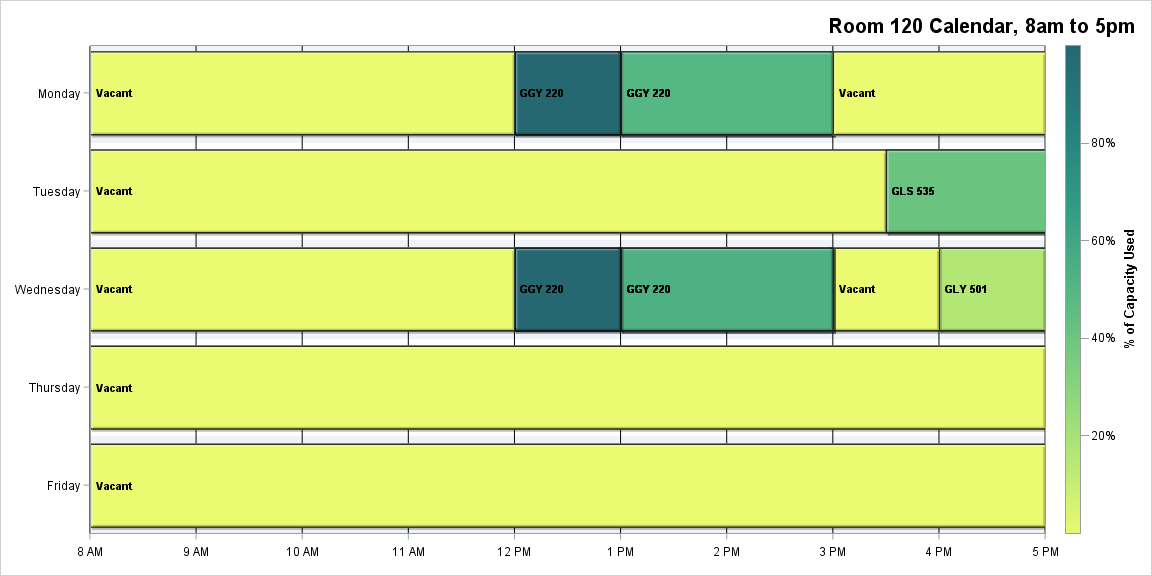 Room 120 Calendar, 8am to 5pm
Monday
Vacant
GGY 220
GGY 220
Vacant
Tuesday
Vacant
GLS 535
Wednesday
Vacant
GGY 220
GGY 220
Vacant
GLY 501
Thursday
Vacant
Friday
Vacant
8 AM
9 AM
10 AM
11 AM
12 PM
1 PM
2 PM
3 PM
4 PM
5 PM
80%
60%
40%
20%
% of Capacity Used